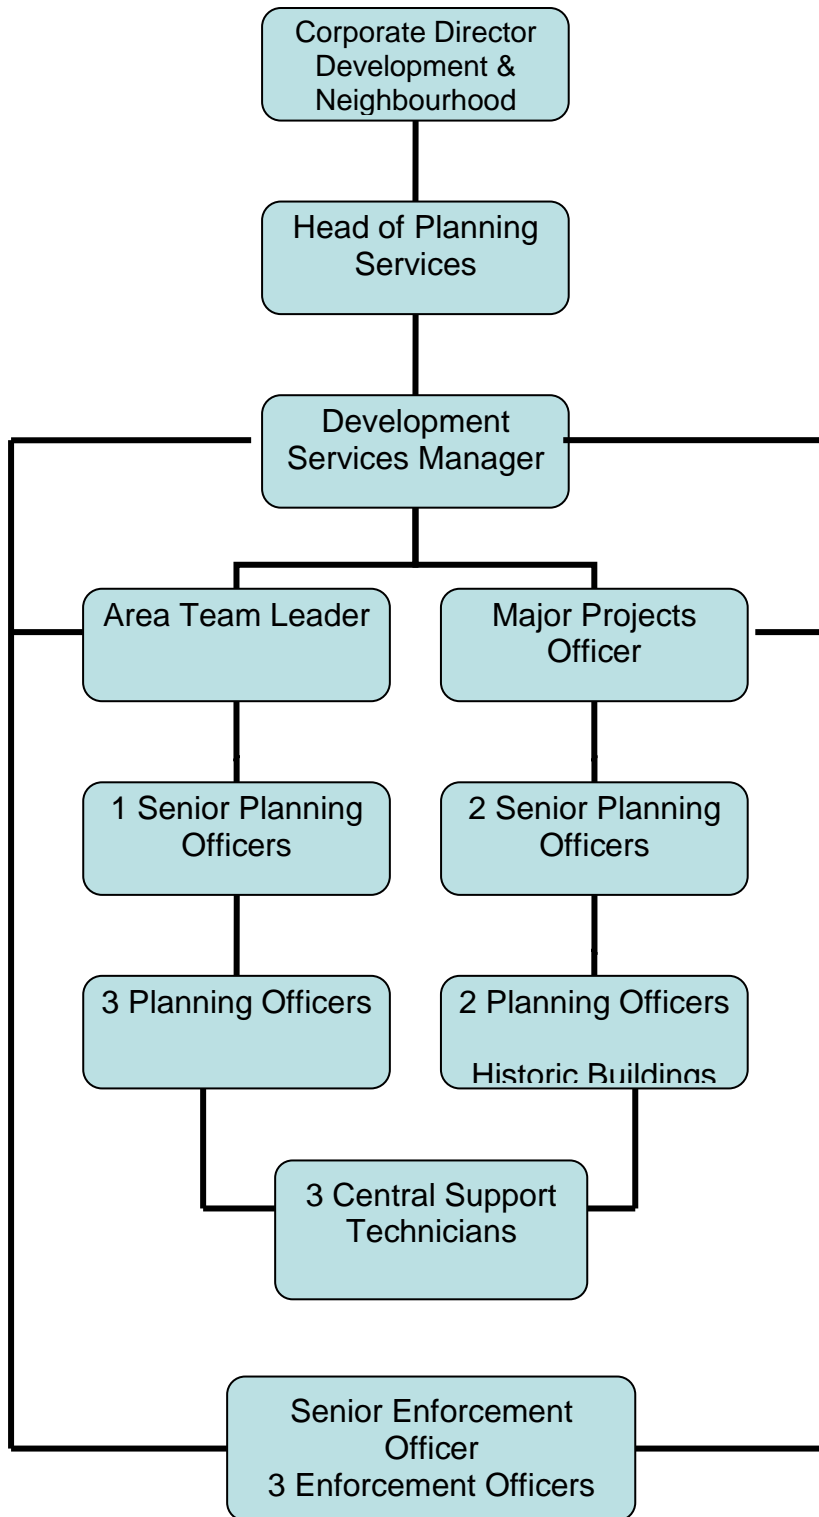 Corporate Director
Development &
Neighbourhood
Head of Planning
Services
Development
Services Manager
Area Team Leader
Major Projects
Officer
1 Senior Planning
Officers
2 Senior Planning
Officers
3 Planning Officers
2 Planning Officers
Historic Buildings
3 Central Support
Technicians
Senior Enforcement
Officer
3 Enforcement Officers